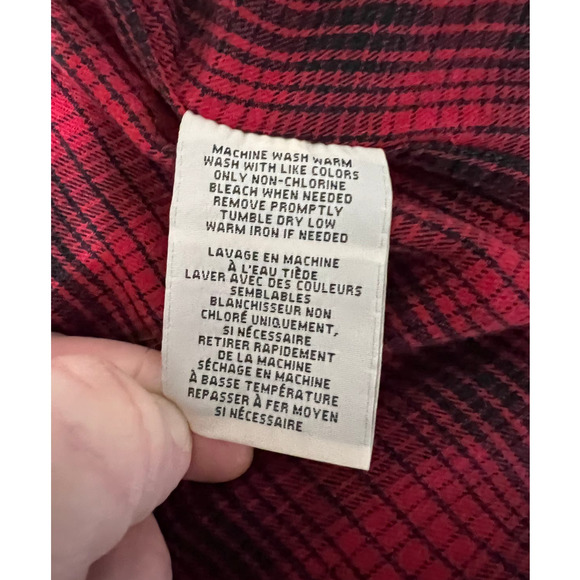 MACHINE WASH WARM
WASH WITH LIKE COLORS
ONLY NON-CHLORINE
BLEACH WHEN NEEDED
REMOVE PROMPTLY
TUMBLE DRY LOW
WARM IRON IF NEEDED
LAVAGE EN MACHINE
À L'EAU TIÈDE
LAVER AVEC DES COULEURS
SEMBLABLES
BLANCHISSEUR NON
CHLORÉ UNIQUEMENT,
SI NÉCESSAIRE
RETIRER RAPIDEMENT
DE LA MACHINE
SÉCHAGE EN MACHINE
À BASSE TEMPÉRATURE
REPASSER À FER MOYEN
SI NÉCESSAIRE